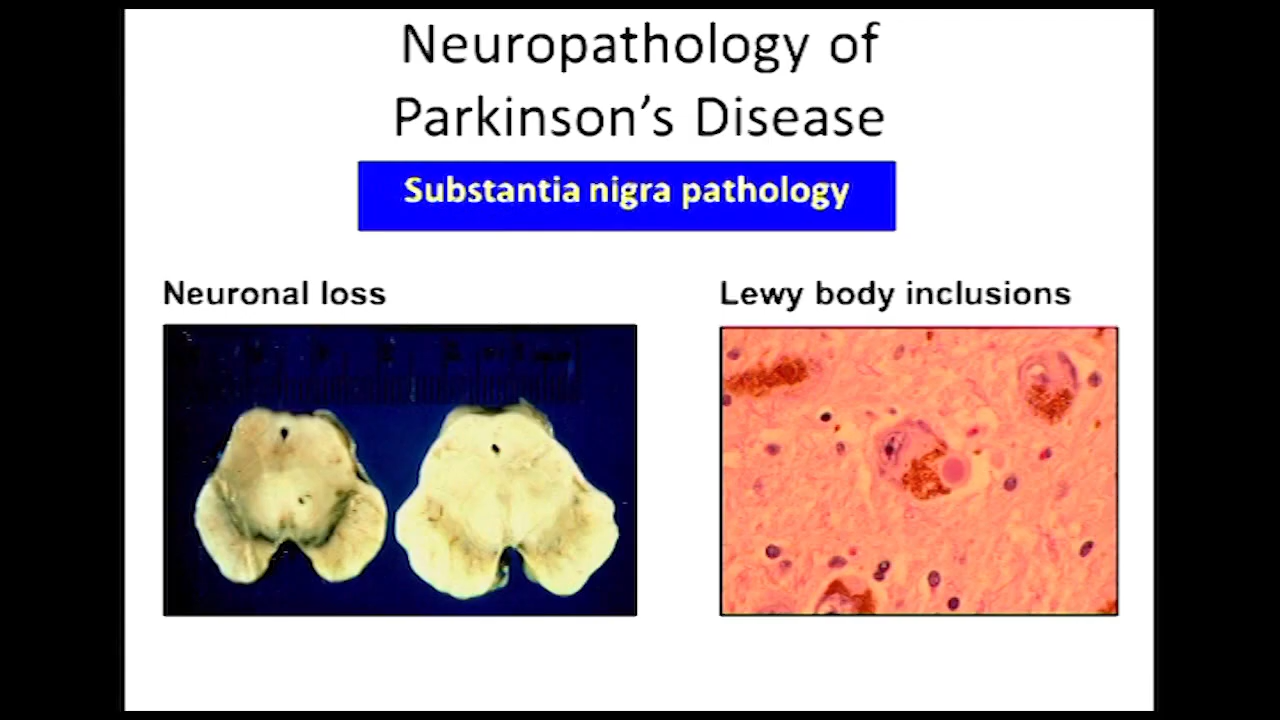 Neuropathology of
Parkinson’s Disease
Substantia nigra pathology
Neuronal loss
Lewy body inclusions